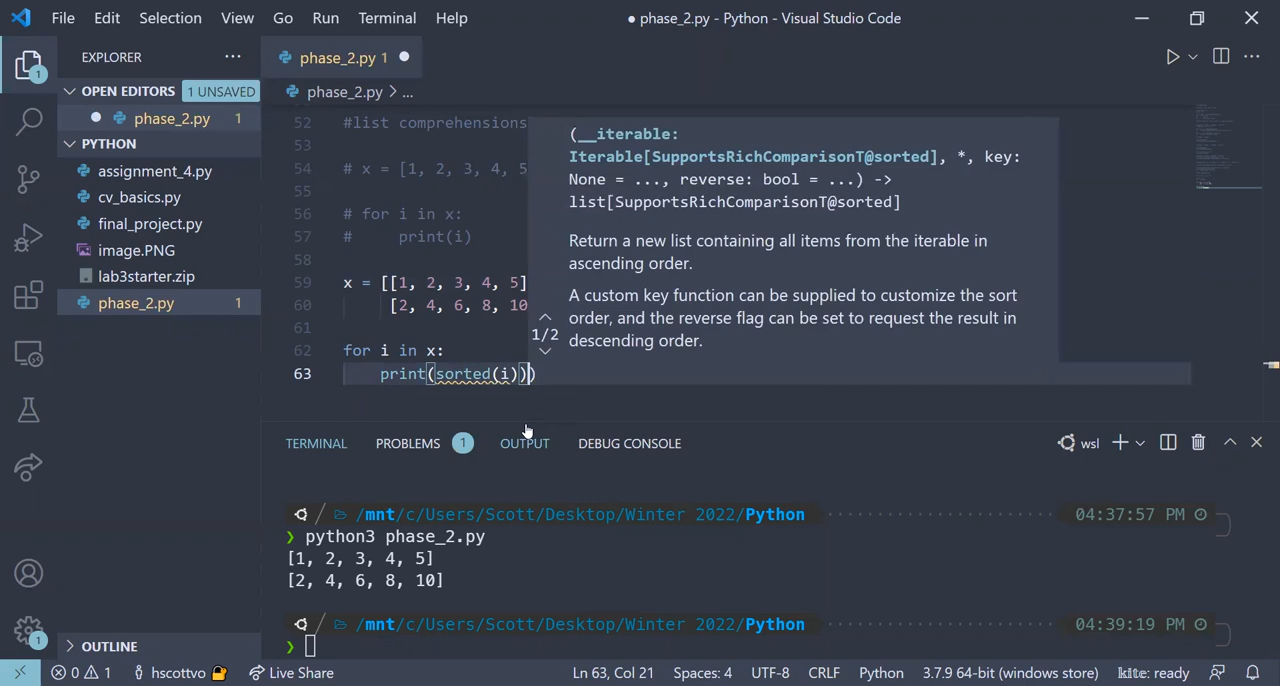 File Edit Selection View Go Run Terminal Help
● phase_2.py - Python - Visual Studio Code
EXPLORER
phase_2.py 1
OPEN EDITORS 1 UNSAVED
phase_2.py > ...
phase_2.py 1
PYTHON
assignment_4.py
cv_basics.py
final_project.py
image.PNG
lab3starter.zip
phase_2.py 1
52 #list comprehensions
53
54 # x = [1, 2, 3, 4, 5
55
56 # for i in x:
57 #     print(i)
58
59 x = [[1, 2, 3, 4, 5]
60 [2, 4, 6, 8, 10
61
62 for i in x:
63 print(sorted(i))
(__iterable:
Iterable[SupportsRichComparisonT@sorted], *, key:
None = ..., reverse: bool = ...) ->
list[SupportsRichComparisonT@sorted]
Return a new list containing all items from the iterable in
ascending order.
1/2
A custom key function can be supplied to customize the sort
order, and the reverse flag can be set to request the result in
descending order.
TERMINAL PROBLEMS 1 OUTPUT DEBUG CONSOLE
wsl
/mnt/c/Users/Scott/Desktop/Winter 2022/Python 04:37:57 PM
❯ python3 phase_2.py
[1, 2, 3, 4, 5]
[2, 4, 6, 8, 10]
/mnt/c/Users/Scott/Desktop/Winter 2022/Python 04:39:19 PM
❯
1
1
OUTLINE
0 1 hscottvo Live Share Ln 63, Col 21 Spaces: 4 UTF-8 CRLF Python 3.7.9 64-bit (windows store) kite: ready